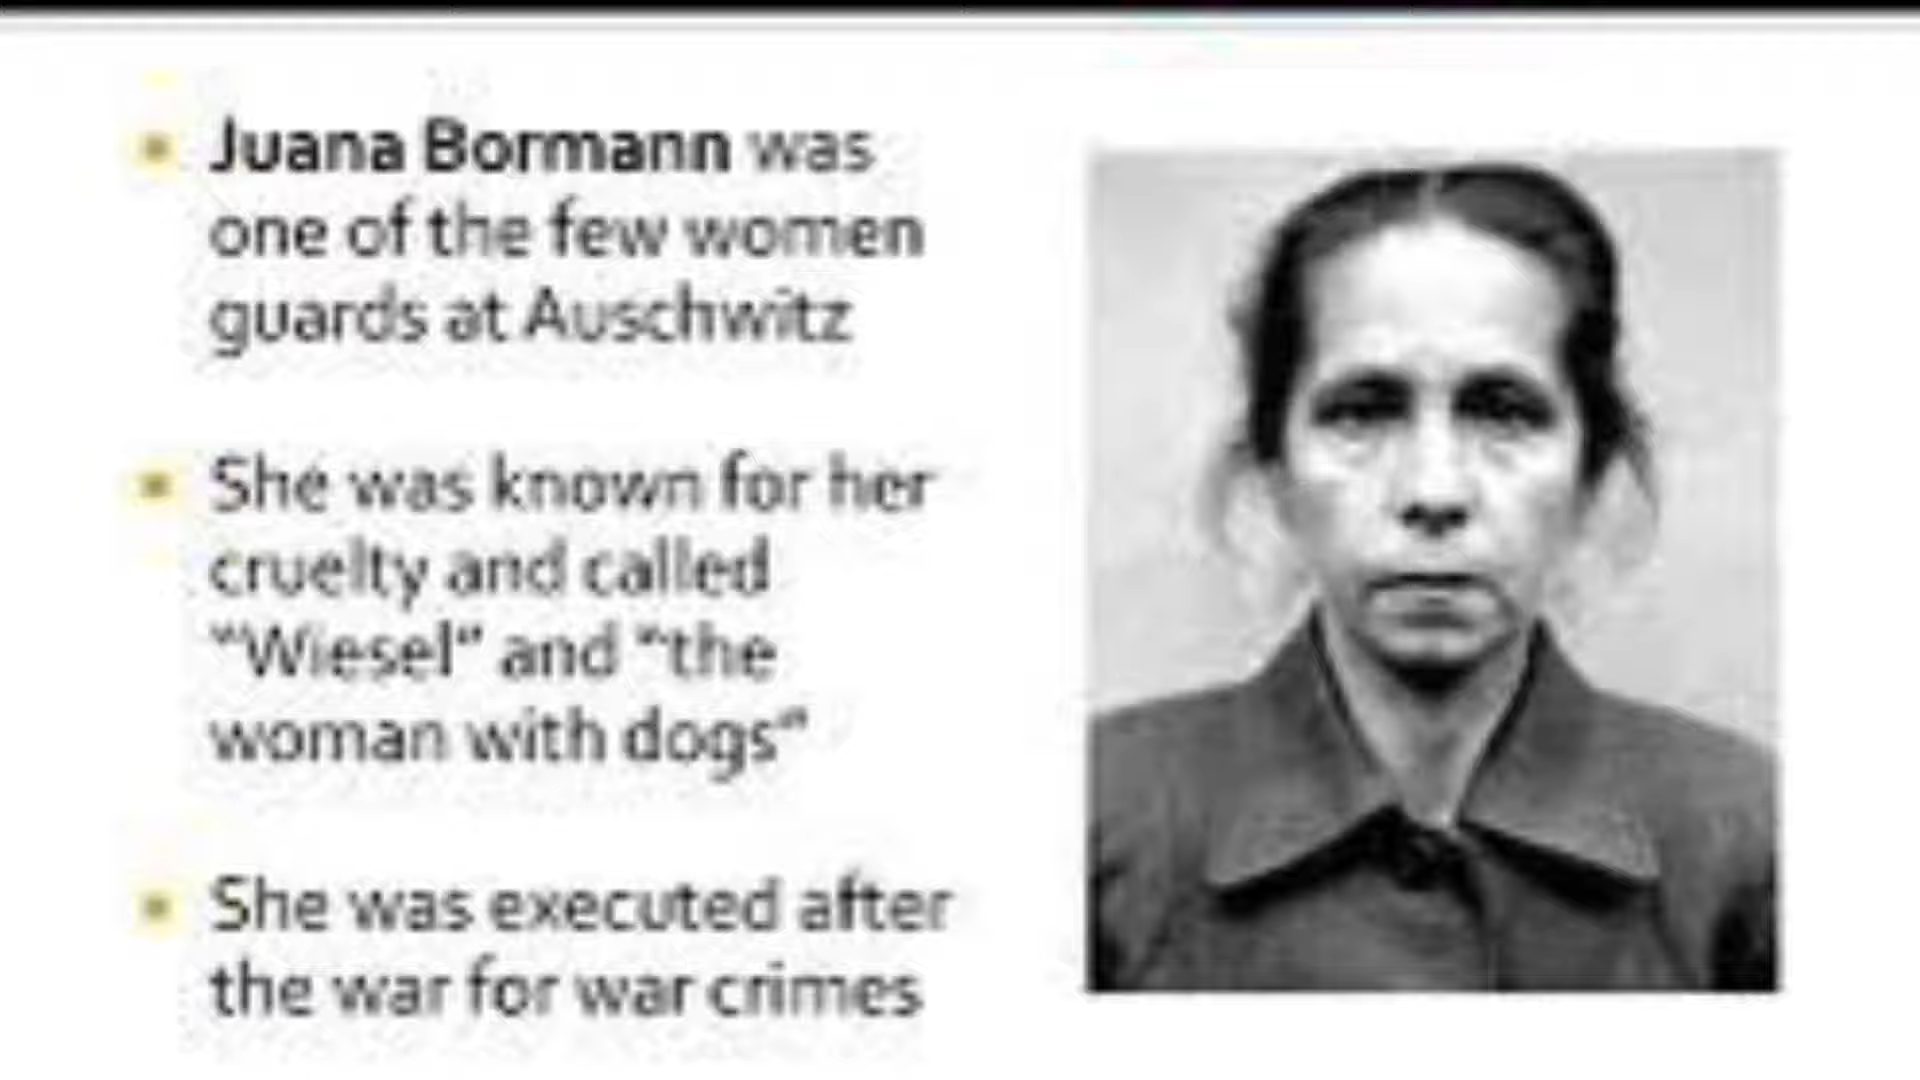 Juana Bormann was
one of the few women
guards at Auschwitz
She was known for her
cruelty and called
“Wiesel” and “the
woman with dogs”
She was executed after
the war for war crimes